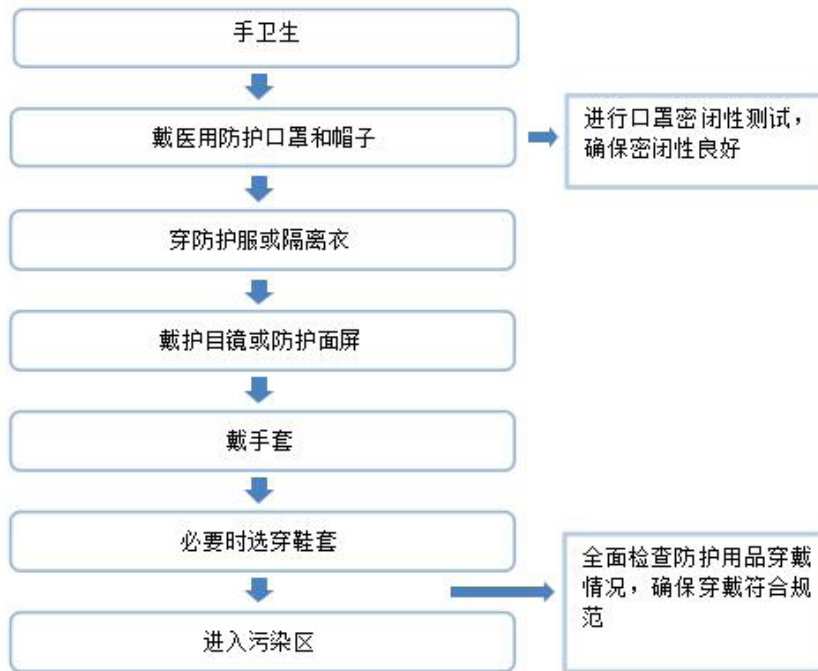 手卫生
戴医用防护口罩和帽子
进行口罩密闭性测试，
确保密闭性良好
穿防护服或隔离衣
戴护目镜或防护面屏
戴手套
必要时选穿鞋套
全面检查防护用品穿戴
情况，确保穿戴符合规
范
进入污染区